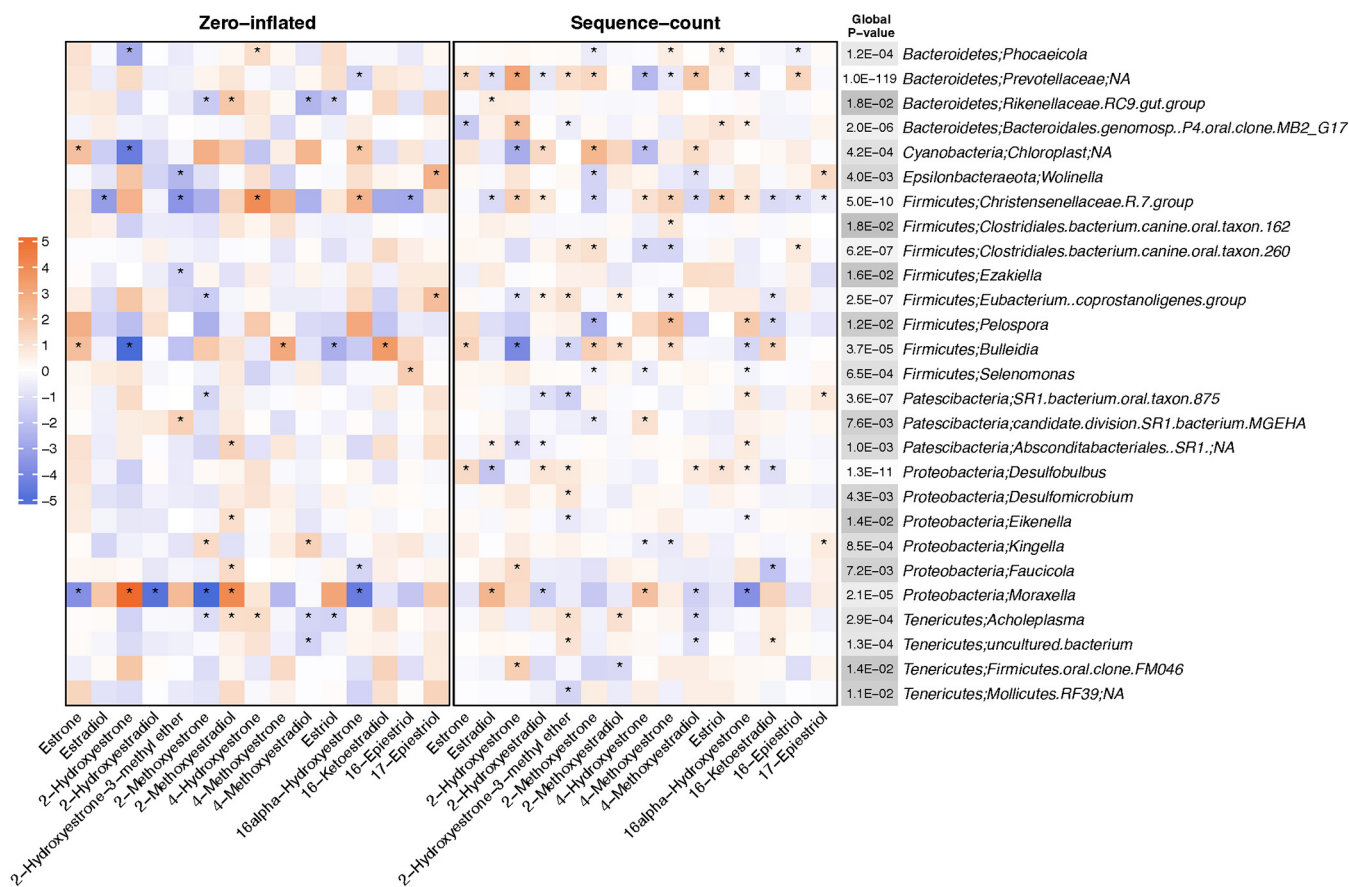 Zero−inflated
Sequence−count
Global
P−value
1.2E−04 Bacteroidetes;Phocaeicola
1.0E−119 Bacteroidetes;Prevotellaceae;NA
1.8E−02 Bacteroidetes;Rikenellaceae.RC9.gut.group
2.0E−06 Bacteroidetes;Bacteroidales.genomosp..P4.oral.clone.MB2_G17
4.2E−04 Cyanobacteria;Chloroplast;NA
4.0E−03 Epsilonbacteraeota;Wolinella
5.0E−10 Firmicutes;Christensenellaceae.R.7.group
1.8E−02 Firmicutes;Clostridiales.bacterium.canine.oral.taxon.162
6.2E−07 Firmicutes;Clostridiales.bacterium.canine.oral.taxon.260
1.6E−02 Firmicutes;Ezakiella
2.5E−07 Firmicutes;Eubacterium..coprostanoligenes.group
1.2E−02 Firmicutes;Pelospora
3.7E−05 Firmicutes;Bulleidia
6.5E−04 Firmicutes;Selenomonas
3.6E−07 Patescibacteria;SR1.bacterium.oral.taxon.875
7.6E−03 Patescibacteria;candidate.division.SR1.bacterium.MGEHA
1.0E−03 Patescibacteria;Absconditabacteriales..SR1.;NA
1.3E−11 Proteobacteria;Desulfobulbus
4.3E−03 Proteobacteria;Desulfomicrobium
1.4E−02 Proteobacteria;Eikenella
8.5E−04 Proteobacteria;Kingella
7.2E−03 Proteobacteria;Faucicola
2.1E−05 Proteobacteria;Moraxella
2.9E−04 Tenericutes;Acholeplasma
1.3E−04 Tenericutes;uncultured.bacterium
1.4E−02 Tenericutes;Firmicutes.oral.clone.FM046
1.1E−02 Tenericutes;Mollicutes.RF39;NA
5
4
3
2
1
0
−1
−2
−3
−4
−5
Estrone
Estradiol
2−Hydroxyestrone
2−Hydroxyestradiol
2−Hydroxyestrone−3−methyl ether
2−Methoxyestrone
2−Methoxyestradiol
4−Hydroxyestrone
4−Methoxyestrone
4−Methoxyestradiol
Estriol
16alpha−Hydroxyestrone
16−Ketoestradiol
16−Epiestriol
17−Epiestriol
Estrone
Estradiol
2−Hydroxyestrone
2−Hydroxyestradiol
2−Hydroxyestrone−3−methyl ether
2−Methoxyestrone
2−Methoxyestradiol
4−Hydroxyestrone
4−Methoxyestrone
4−Methoxyestradiol
Estriol
16alpha−Hydroxyestrone
16−Ketoestradiol
16−Epiestriol
17−Epiestriol